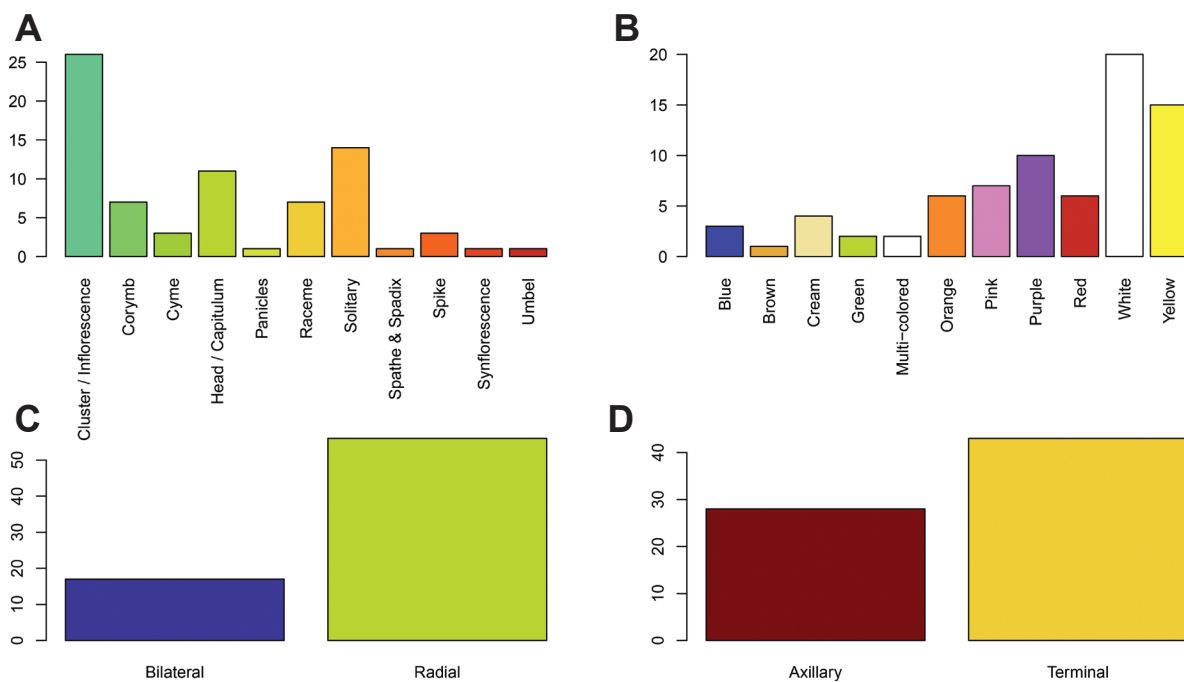 A
25
20
15
10
5
0
Cluster / Inflorescence
Corymb
Cyme
Head / Capitulum
Panicles
Raceme
Solitary
Spathe & Spadix
Spike
Synflorescence
Umbel
B
20
15
10
5
0
Blue
Brown
Cream
Green
Multi−colored
Orange
Pink
Purple
Red
White
Yellow
C
50
40
30
20
10
0
Bilateral
Radial
D
40
30
20
10
0
Axillary
Terminal